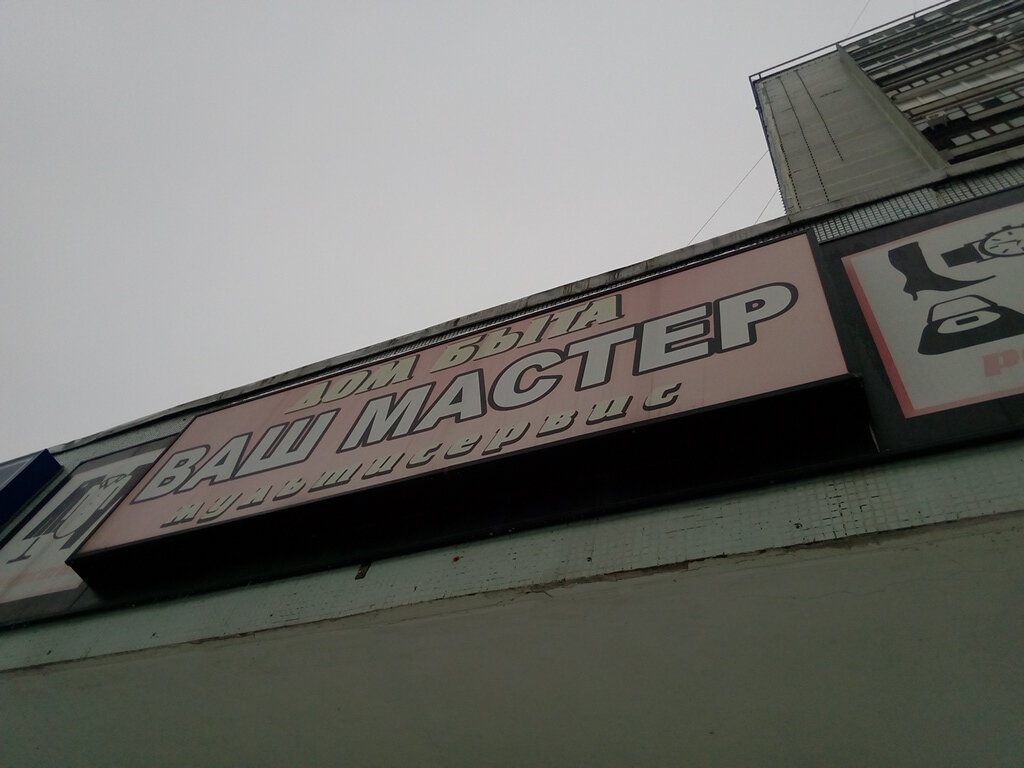 ДОМ БЫТА
ВАШ МАСТЕР
мультисервис